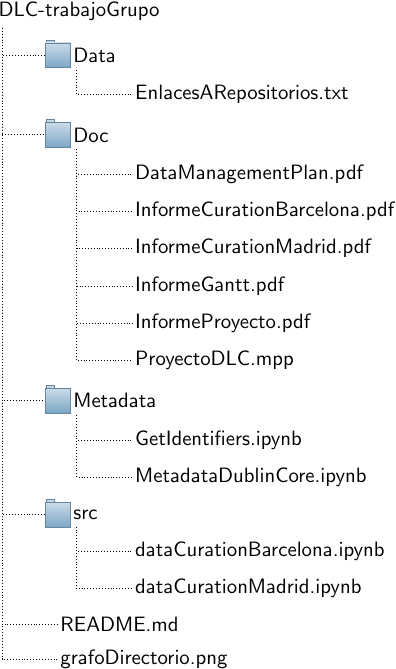 DLC-trabajoGrupo
Data
EnlacesARepositorios.txt
Doc
DataManagementPlan.pdf
InformeCurationBarcelona.pdf
InformeCurationMadrid.pdf
InformeGantt.pdf
InformeProyecto.pdf
ProyectoDLC.mpp
Metadata
GetIdentifiers.ipynb
MetadataDublinCore.ipynb
src
dataCurationBarcelona.ipynb
dataCurationMadrid.ipynb
README.md
grafoDirectorio.png